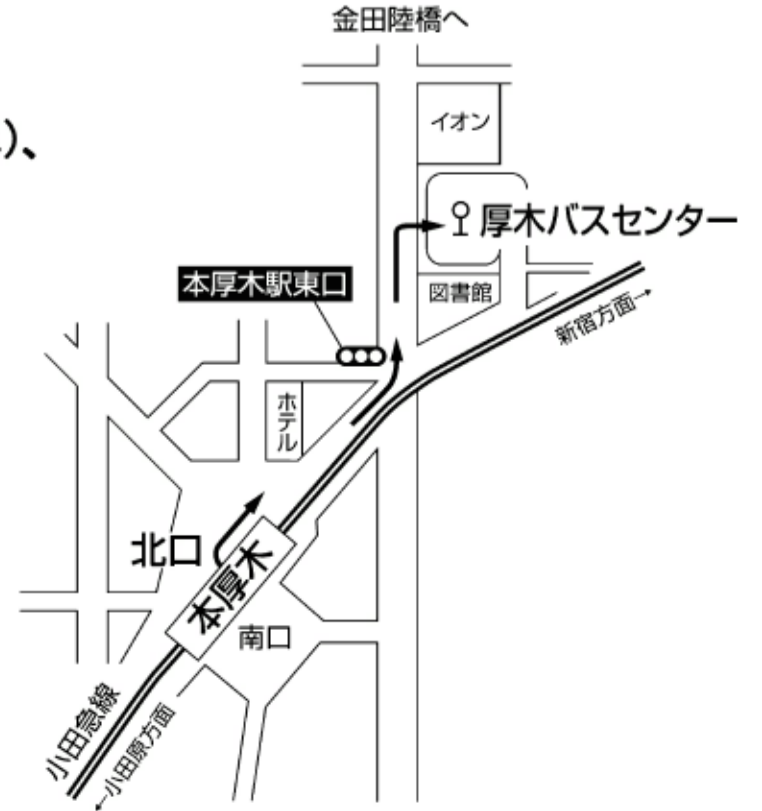 金田陸橋へ
)、
イオン
厚木バスセンター
本厚木駅東口
図書館
新宿方面→
ホテル
北口
本厚木
南口
小田急線
←小田原方面